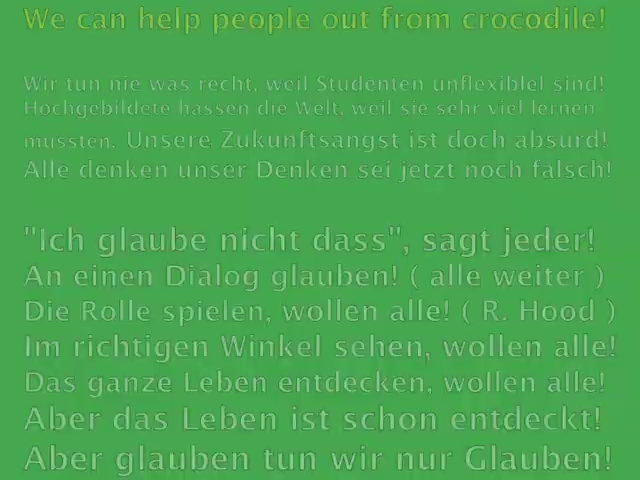 We can help people out from crocodile!
Wir tun nie was recht, weil Studenten unflexiblel sind!
Hochgebildete hassen die Welt, weil sie sehr viel lernen
mussten. Unsere Zukunftsangst ist doch absurd!
Alle denken unser Denken sei jetzt noch falsch!
"Ich glaube nicht dass", sagt jeder!
An einen Dialog glauben! ( alle weiter )
Die Rolle spielen, wollen alle! ( R. Hood )
Im richtigen Winkel sehen, wollen alle!
Das ganze Leben entdecken, wollen alle!
Aber das Leben ist schon entdeckt!
Aber glauben tun wir nur Glauben!